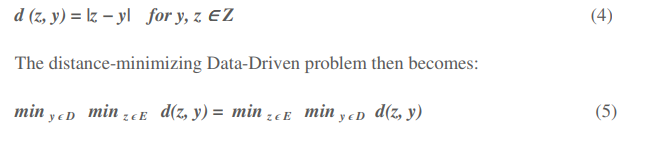 d (z, y) = |z – y|   for y, z ϵ Z (4)
The distance-minimizing Data-Driven problem then becomes:
min y ϵ D  min z ϵ E  d(z, y) =  min z ϵ E  min y ϵ D  d(z, y) (5)